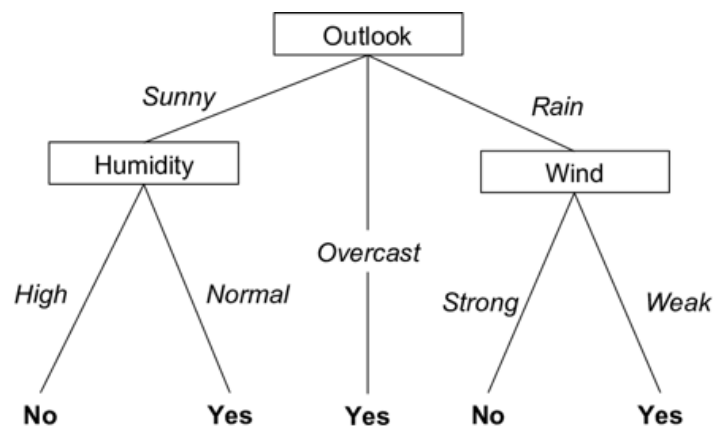 Outlook
Sunny
Rain
Humidity
Wind
Overcast
High
Normal
Strong
Weak
No
Yes
Yes
No
Yes